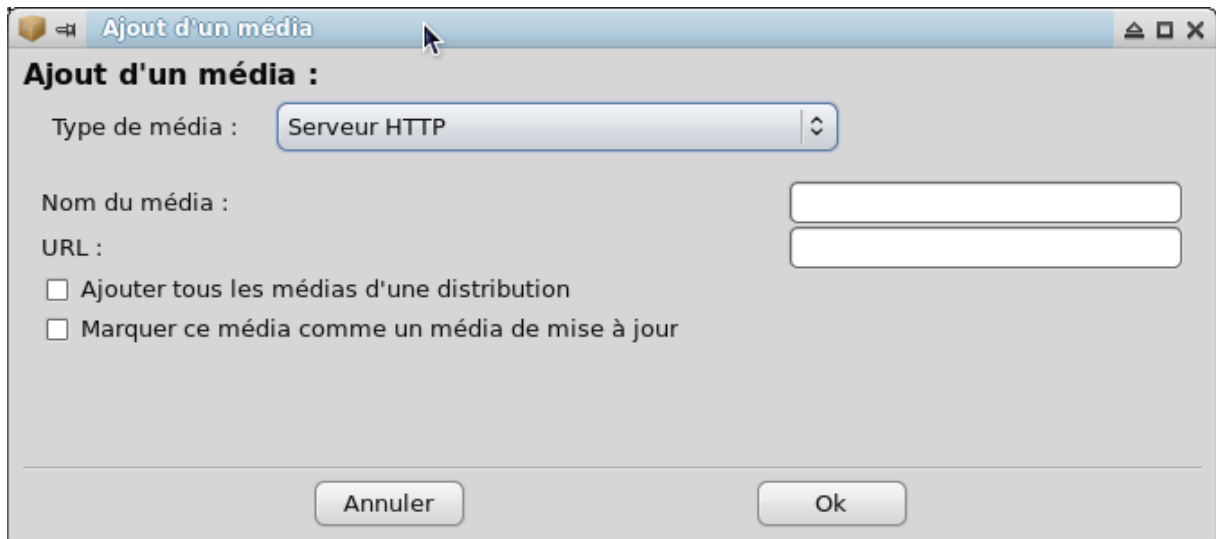 Ajout d'un média
Ajout d'un média :
Type de média : Serveur HTTP
Nom du média :
URL :
Ajouter tous les médias d'une distribution
Marquer ce média comme un média de mise à jour
Annuler Ok